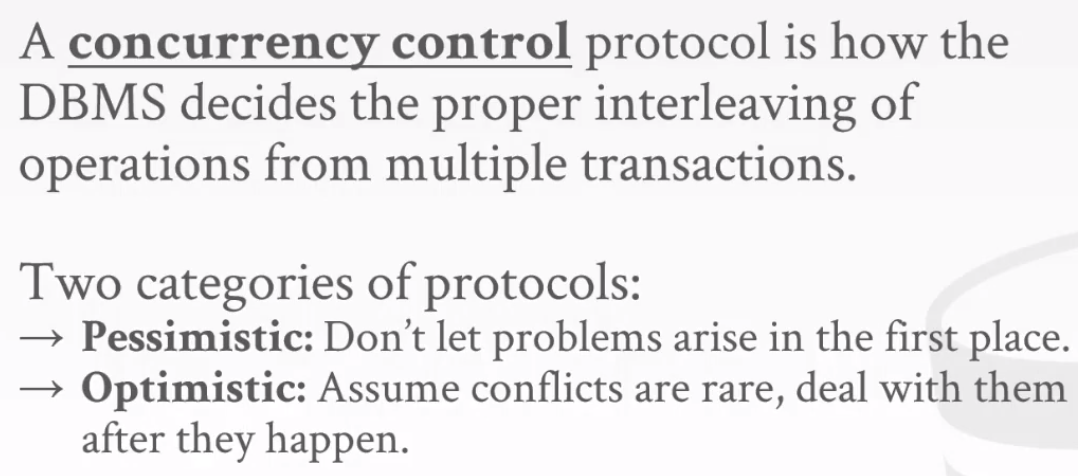 A concurrency control protocol is how the
DBMS decides the proper interleaving of
operations from multiple transactions.
Two categories of protocols:
→ Pessimistic: Don’t let problems arise in the first place.
→ Optimistic: Assume conflicts are rare, deal with them
after they happen.